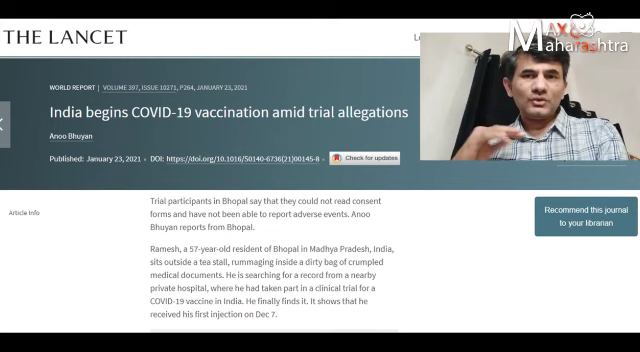 THE LANCET
MAX
Maharashtra
WORLD REPORT | VOLUME 397, ISSUE 10271, P264, JANUARY 23, 2021
India begins COVID-19 vaccination amid trial allegations
Anoo Bhuyan
Published: January 23, 2021 • DOI: https://doi.org/10.1016/S0140-6736(21)00145-8 •
Check for updates
Article Info
Trial participants in Bhopal say that they could not read consent
forms and have not been able to report adverse events. Anoo
Bhuyan reports from Bhopal.
Recommend this journal
to your librarian
Ramesh, a 57-year-old resident of Bhopal in Madhya Pradesh, India,
sits outside a tea stall, rummaging inside a dirty bag of crumpled
medical documents. He is searching for a record from a nearby
private hospital, where he had taken part in a clinical trial for a
COVID-19 vaccine in India. He finally finds it. It shows that he
received his first injection on Dec 7.